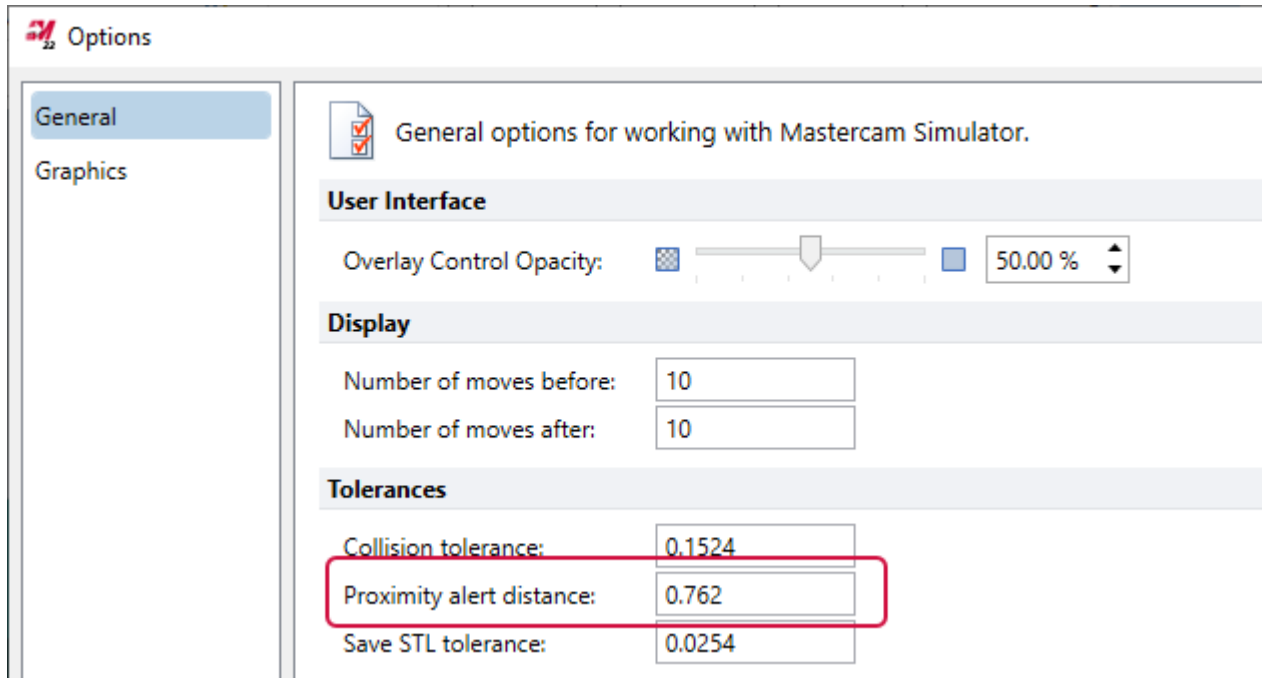 22 Options
General
Graphics
General options for working with Mastercam Simulator.
User Interface
Overlay Control Opacity: 50.00 %
Display
Number of moves before: 10
Number of moves after: 10
Tolerances
Collision tolerance: 0.1524
Proximity alert distance: 0.762
Save STL tolerance: 0.0254